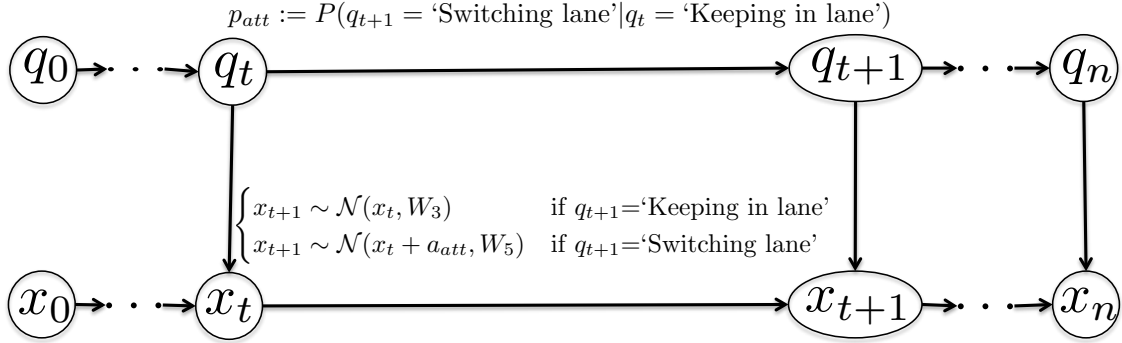 p_{att} := P(q_{t+1} = ‘Switching lane’|q_t = ‘Keeping in lane’)
q_0 · · · q_t q_{t+1} · · · q_n
x_{t+1} ∼ 𝒩(x_t, W_3) if q_{t+1}=‘Keeping in lane’
x_{t+1} ∼ 𝒩(x_t + a_{att}, W_5) if q_{t+1}=‘Switching lane’
x_0 · · · x_t x_{t+1} · · · x_n